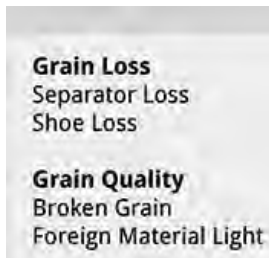 Grain Loss
Separator Loss
Shoe Loss
Grain Quality
Broken Grain
Foreign Material Light